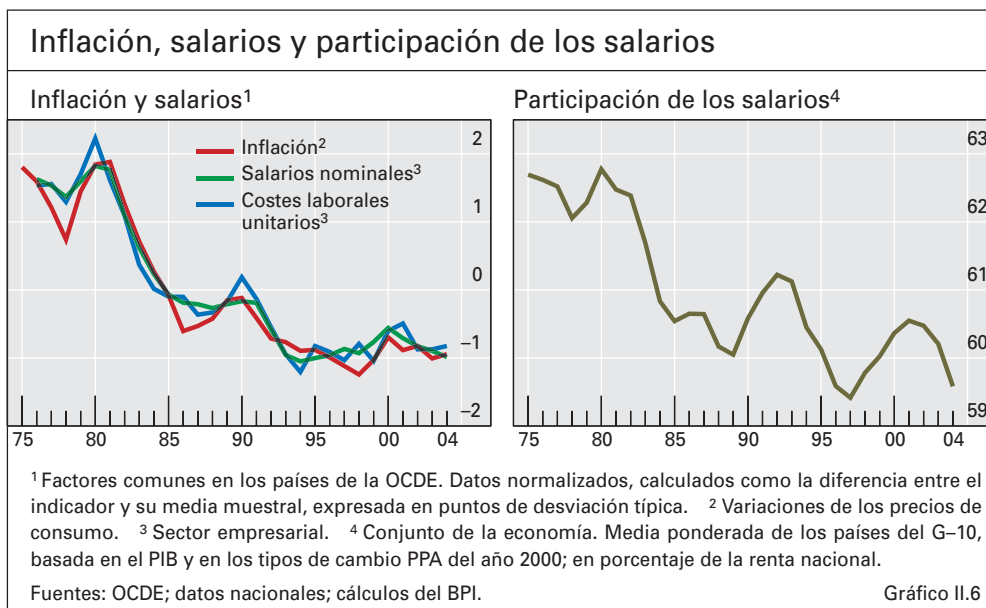 Inflación, salarios y participación de los salarios
Inflación y salarios¹
Participación de los salarios⁴
Inflación²
Salarios nominales³
Costes laborales
unitarios³
2
1
0
–1
–2
75 80 85 90 95 00 04
63
62
61
60
59
75 80 85 90 95 00 04
¹ Factores comunes en los países de la OCDE. Datos normalizados, calculados como la diferencia entre el
indicador y su media muestral, expresada en puntos de desviación típica. ² Variaciones de los precios de
consumo. ³ Sector empresarial. ⁴ Conjunto de la economía. Media ponderada de los países del G–10,
basada en el PIB y en los tipos de cambio PPA del año 2000; en porcentaje de la renta nacional.
Fuentes: OCDE; datos nacionales; cálculos del BPI.
Gráfico II.6